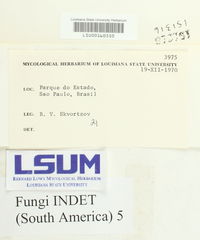 Louisiana State University Herbarium
LSU00140340
3975
MYCOLOGICAL HERBARIUM OF LOUISIANA STATE UNIVERSITY
19-XII-1970
LOC. Parque do Estado,
Sao Paulo, Brasil
LEG. B. V. Skvortzov
DET.
LSUM
BERNARD LOWY MYCOLOGICAL HERBARIUM
LOUISIANA STATE UNIVERSITY
Fungi INDET
(South America) 5